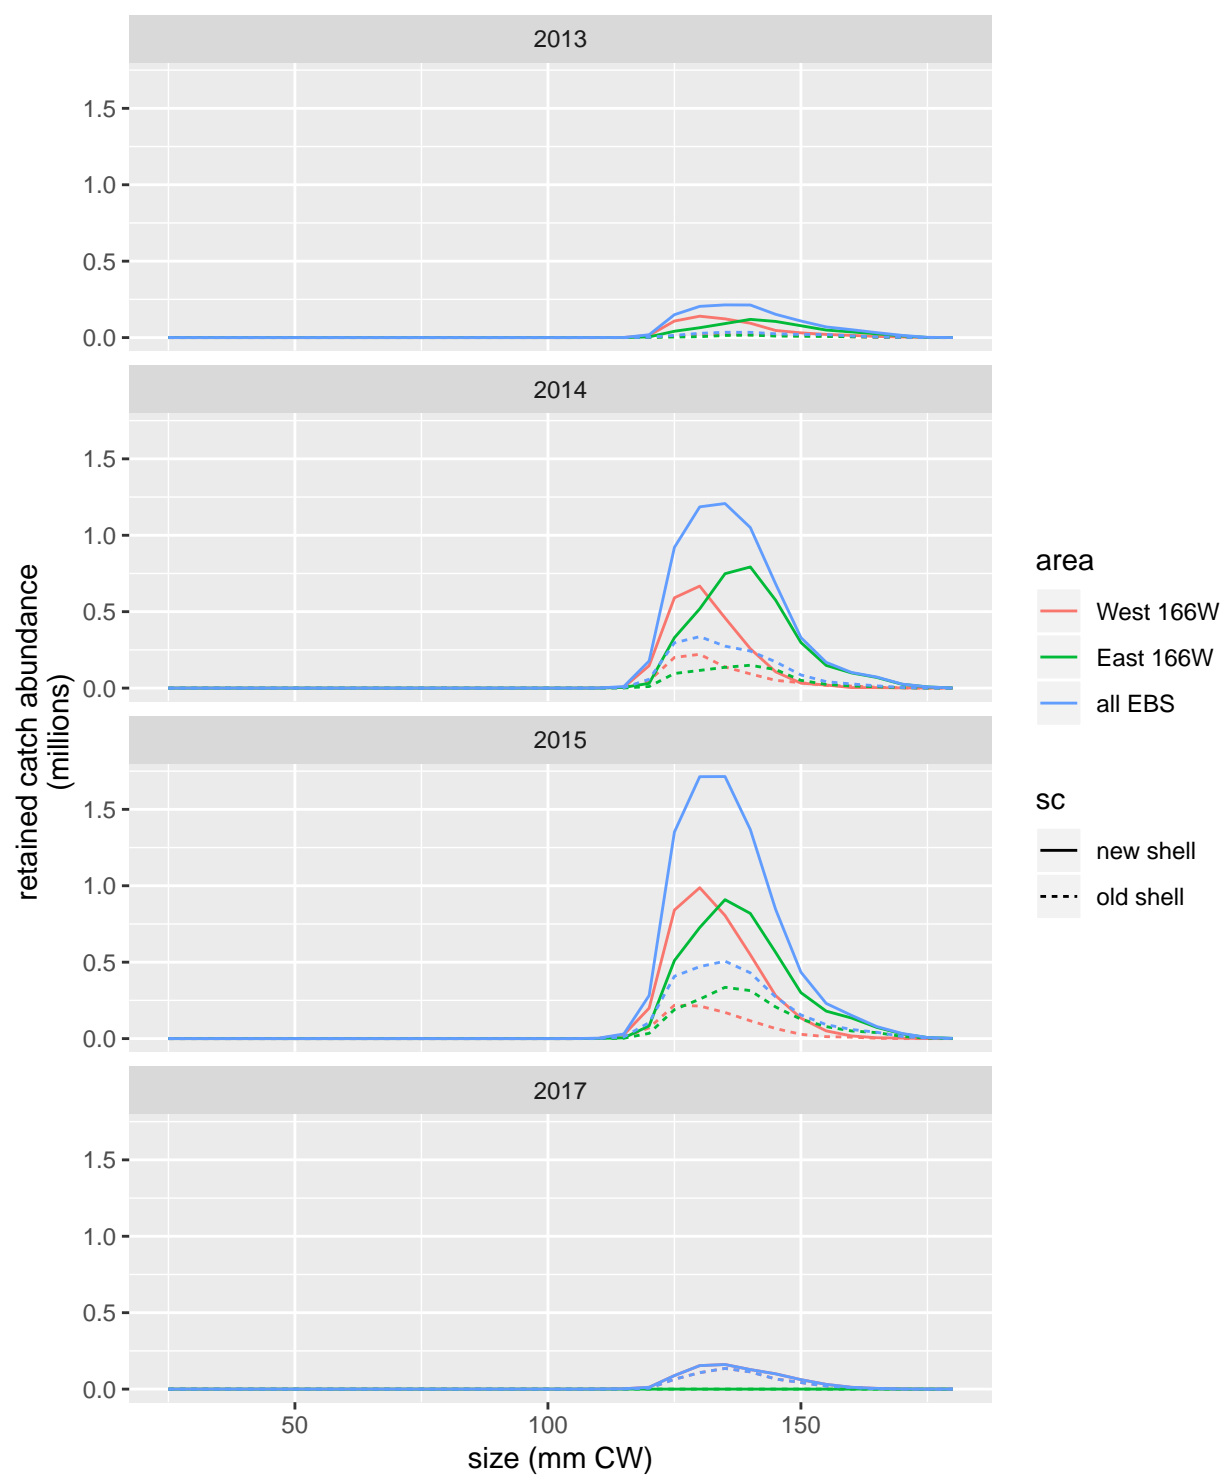 2013
1.5
1.0
0.5
0.0
2014
1.5
1.0
0.5
0.0
2015
1.5
1.0
0.5
0.0
2017
1.5
1.0
0.5
0.0
50
100
150
size (mm CW)
retained catch abundance
(millions)
area
West 166W
East 166W
all EBS
sc
new shell
old shell